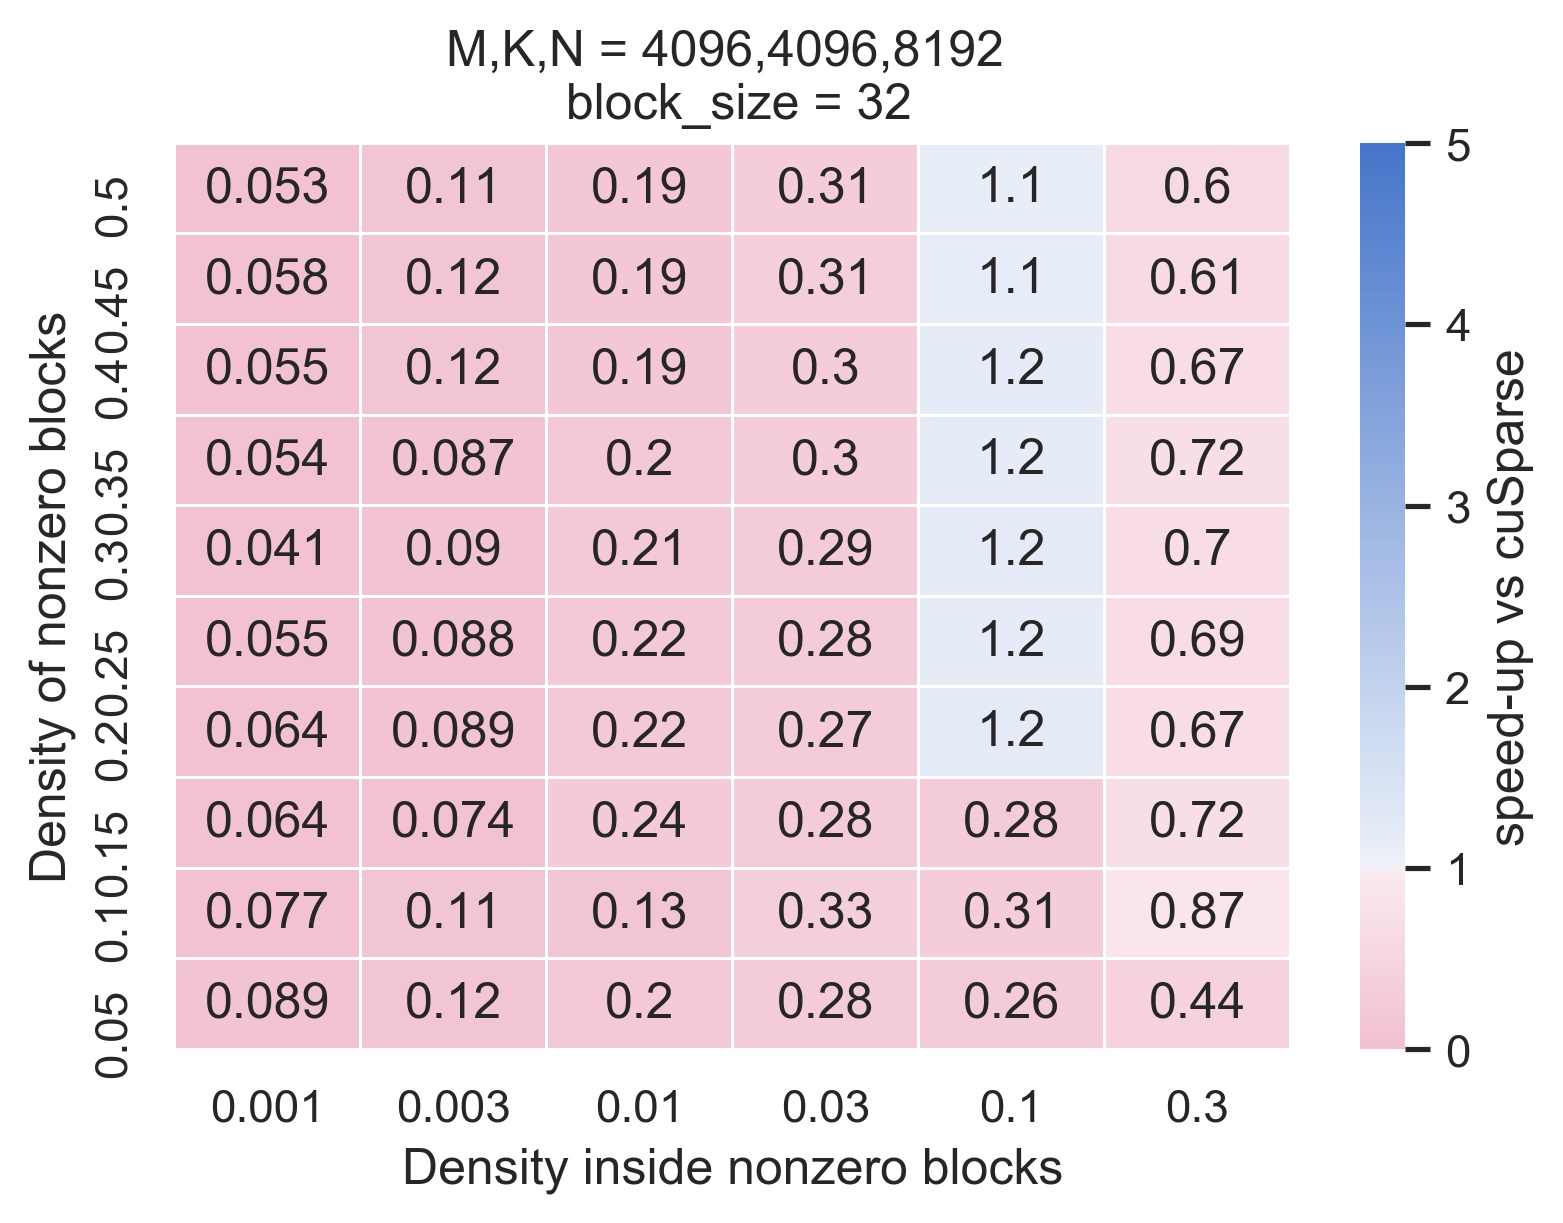 M,K,N = 4096,4096,8192
block_size = 32
Density of nonzero blocks
0.5 0.053 0.11 0.19 0.31 1.1 0.6
0.45 0.058 0.12 0.19 0.31 1.1 0.61
0.4 0.055 0.12 0.19 0.3 1.2 0.67
0.35 0.054 0.087 0.2 0.3 1.2 0.72
0.3 0.041 0.09 0.21 0.29 1.2 0.7
0.25 0.055 0.088 0.22 0.28 1.2 0.69
0.2 0.064 0.089 0.22 0.27 1.2 0.67
0.15 0.064 0.074 0.24 0.28 0.28 0.72
0.1 0.077 0.11 0.13 0.33 0.31 0.87
0.05 0.089 0.12 0.2 0.28 0.26 0.44
0.001 0.003 0.01 0.03 0.1 0.3
Density inside nonzero blocks
5
4
3
2
1
0
speed-up vs cuSparse